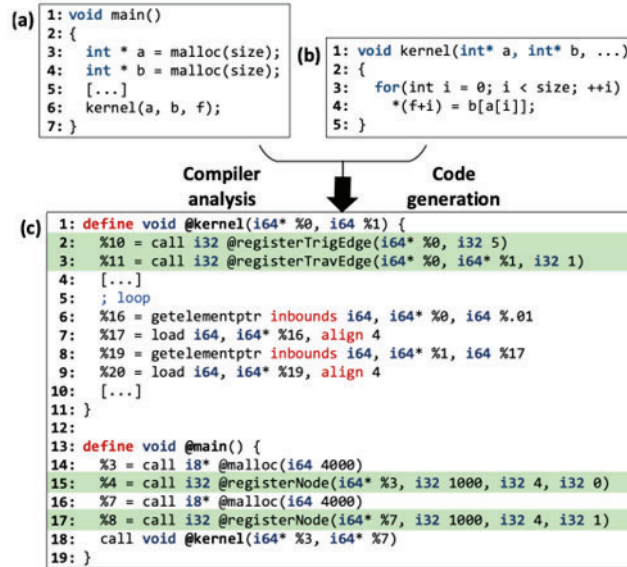 (a)
1: void main()
2: {
3: int * a = malloc(size);
4: int * b = malloc(size);
5: [...]
6: kernel(a, b, f);
7: }
(b)
1: void kernel(int* a, int* b, ...)
2: {
3: for(int i = 0; i < size; ++i)
4: *(f+i) = b[a[i]];
5: }
Compiler analysis
Code generation
(c)
1: define void @kernel(i64* %0, i64 %1) {
2: %10 = call i32 @registerTrigEdge(i64* %0, i32 5)
3: %11 = call i32 @registerTravEdge(i64* %0, i64* %1, i32 1)
4: [...]
5: ; loop
6: %16 = getelementptr inbounds i64, i64* %0, i64 %.01
7: %17 = load i64, i64* %16, align 4
8: %19 = getelementptr inbounds i64, i64* %1, i64 %17
9: %20 = load i64, i64* %19, align 4
10: [...]
11: }
12:
13: define void @main() {
14: %3 = call i8* @malloc(i64 4000)
15: %4 = call i32 @registerNode(i64* %3, i32 1000, i32 4, i32 0)
16: %7 = call i8* @malloc(i64 4000)
17: %8 = call i32 @registerNode(i64* %7, i32 1000, i32 4, i32 1)
18: call void @kernel(i64* %3, i64* %7)
19: }